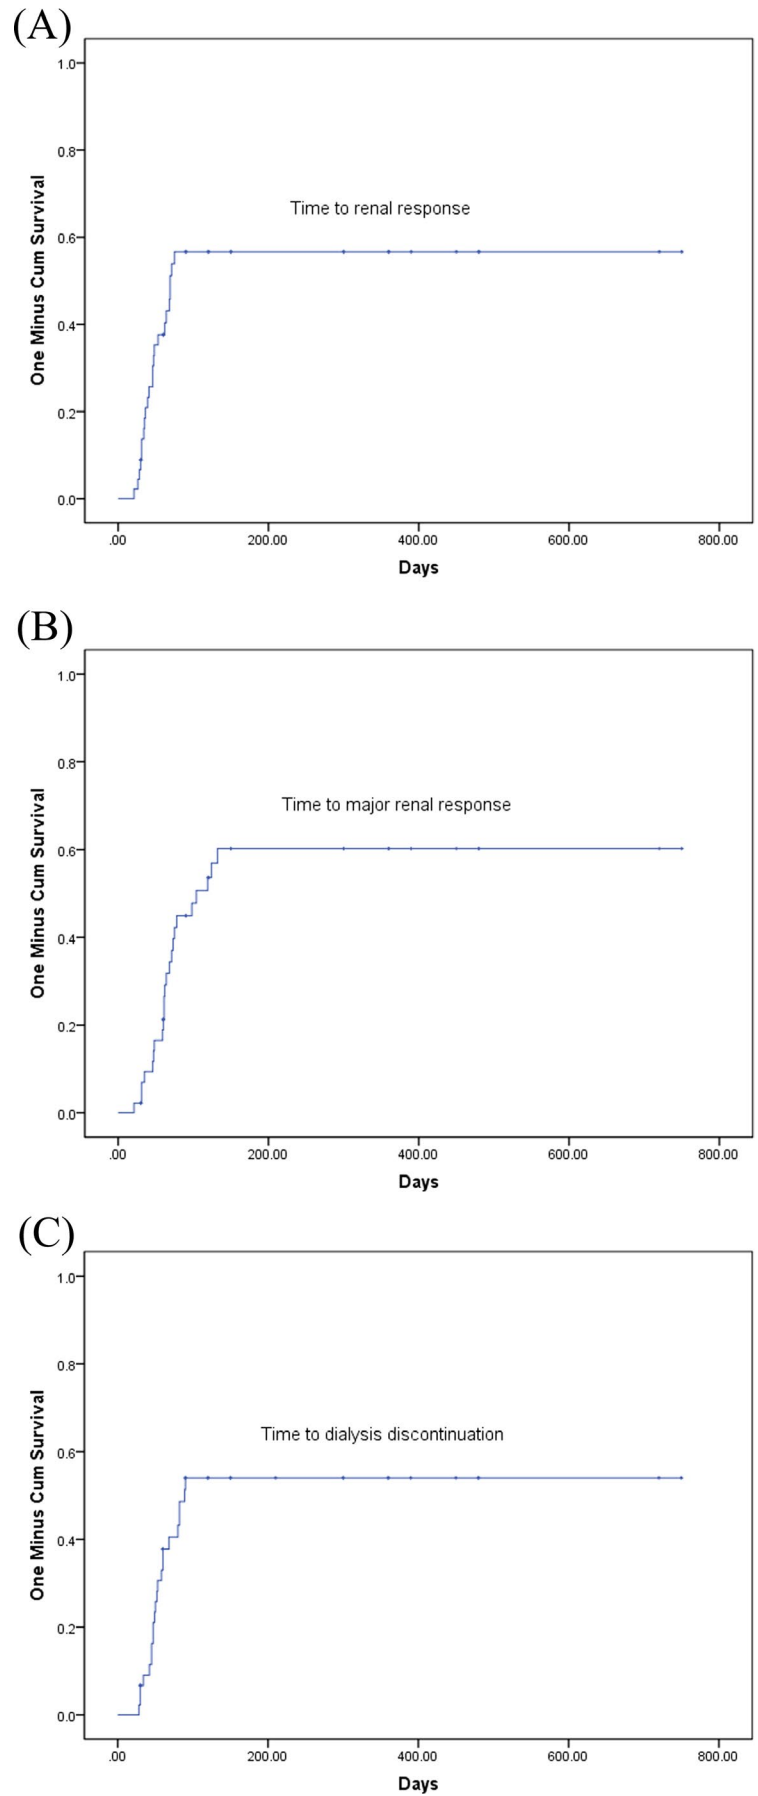 (A)
1.0
0.8
Time to renal response
0.6
One Minus Cum Survival
0.4
0.2
0.0
.00 200.00 400.00 600.00 800.00
Days
(B)
1.0
0.8
Time to major renal response
0.6
One Minus Cum Survival
0.4
0.2
0.0
.00 200.00 400.00 600.00 800.00
Days
(C)
1.0
0.8
Time to dialysis discontinuation
0.6
One Minus Cum Survival
0.4
0.2
0.0
.00 200.00 400.00 600.00 800.00
Days